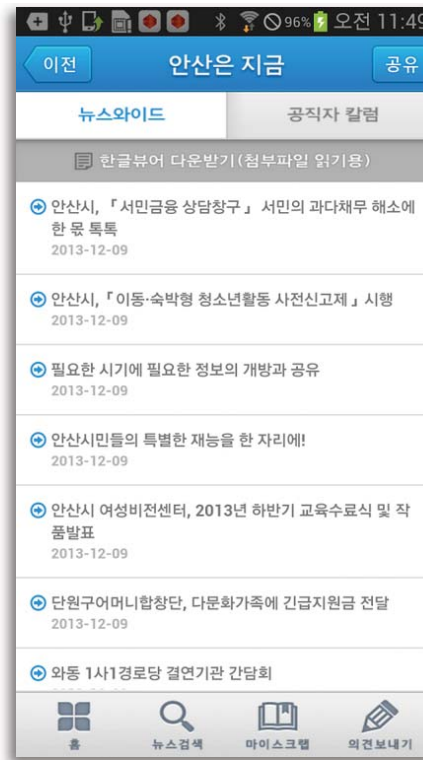 96% 오전 11:49
이전 안산은 지금 공유
뉴스와이드 공직자 칼럼
한글뷰어 다운받기(첨부파일 읽기용)
안산시, 「서민금융 상담창구」 서민의 과다채무 해소에
한 몫 톡톡
2013-12-09
안산시,「이동·숙박형 청소년활동 사전신고제」시행
2013-12-09
필요한 시기에 필요한 정보의 개방과 공유
2013-12-09
안산시민들의 특별한 재능을 한 자리에!
2013-12-09
안산시 여성비전센터, 2013년 하반기 교육수료식 및 작
품발표
2013-12-09
단원구어머니합창단, 다문화가족에 긴급지원금 전달
2013-12-09
와동 1사1경로당 결연기관 간담회
홈 뉴스검색 마이스크랩 의견보내기